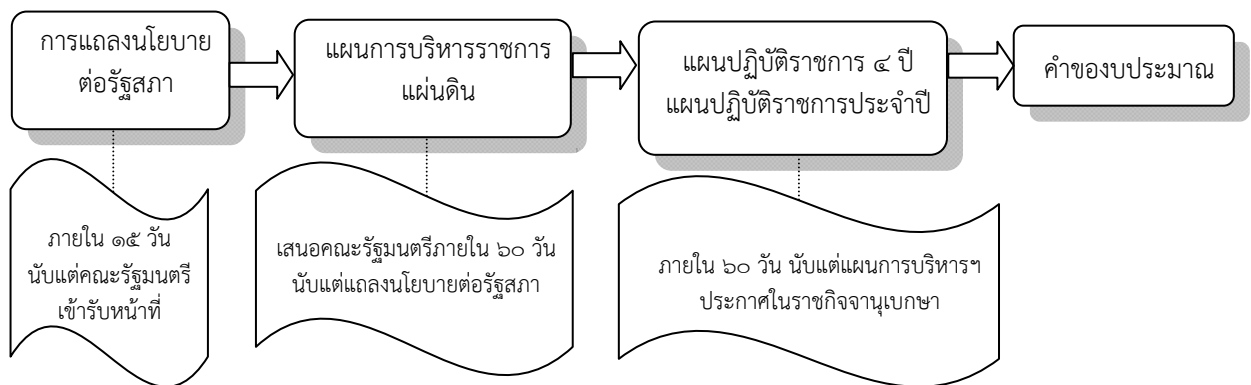 การแถลงนโยบาย
ต่อรัฐสภา
แผนการบริหารราชการ
แผ่นดิน
แผนปฏิบัติราชการ ๔ ปี
แผนปฏิบัติราชการประจำปี
คำของบประมาณ
ภายใน ๑๕ วัน
นับแต่คณะรัฐมนตรี
เข้ารับหน้าที่
เสนอคณะรัฐมนตรีภายใน ๖๐ วัน
นับแต่แถลงนโยบายต่อรัฐสภา
ภายใน ๖๐ วัน นับแต่แผนการบริหารฯ
ประกาศในราชกิจจานุเบกษา